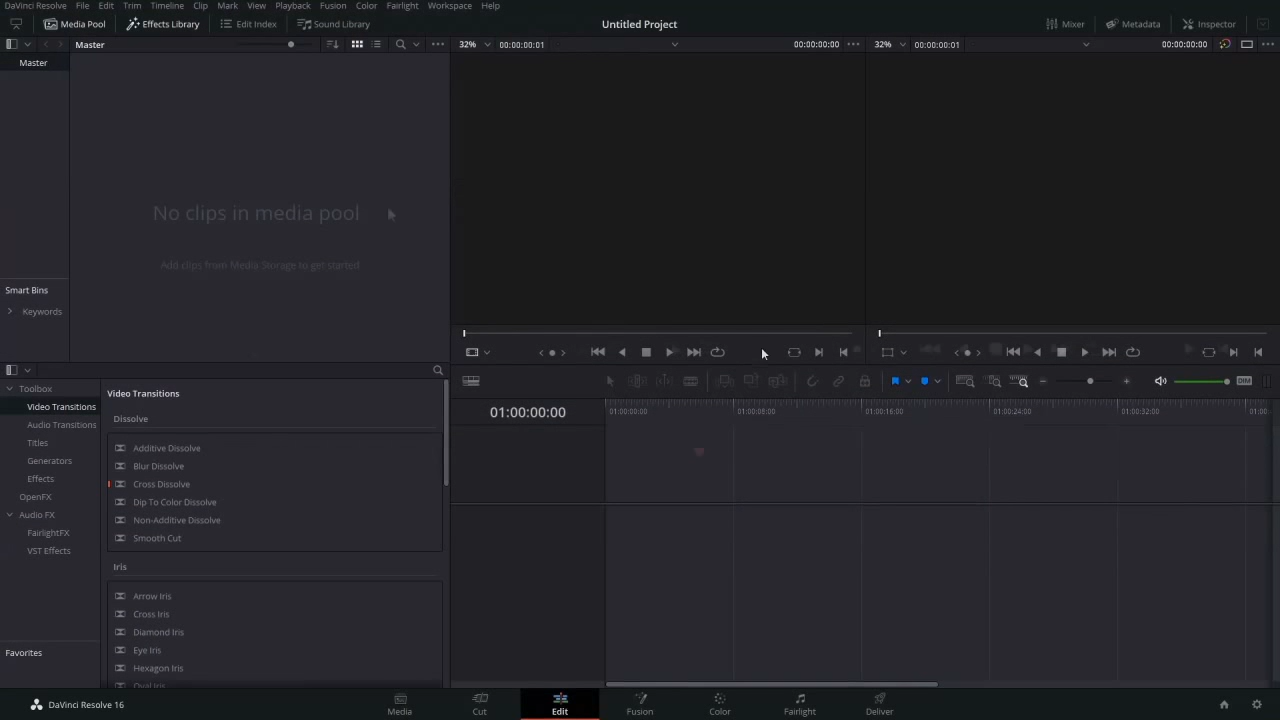 DaVinci Resolve File Edit Trim Timeline Clip Mark View Playback Fusion Color Fairlight Workspace Help
Media Pool Effects Library Edit Index Sound Library Untitled Project Mixer Metadata Inspector
Master 32% 00:00:00:01 00:00:00:00 32% 00:00:00:01 00:00:00:00
Master
No clips in media pool
Add clips from Media Storage to get started
Smart Bins
Keywords
Toolbox
Video Transitions
Audio Transitions
Titles
Generators
Effects
OpenFX
Audio FX
FairlightFX
VST Effects
Favorites
Video Transitions
Dissolve
Additive Dissolve
Blur Dissolve
Cross Dissolve
Dip To Color Dissolve
Non-Additive Dissolve
Smooth Cut
Iris
Arrow Iris
Cross Iris
Diamond Iris
Eye Iris
Hexagon Iris
Oval Iris
DIM
01:00:00:00 01:00:00:00 01:00:08:00 01:00:16:00 01:00:24:00 01:00:32:00 01:00
DaVinci Resolve 16 Media Cut Edit Fusion Color Fairlight Deliver